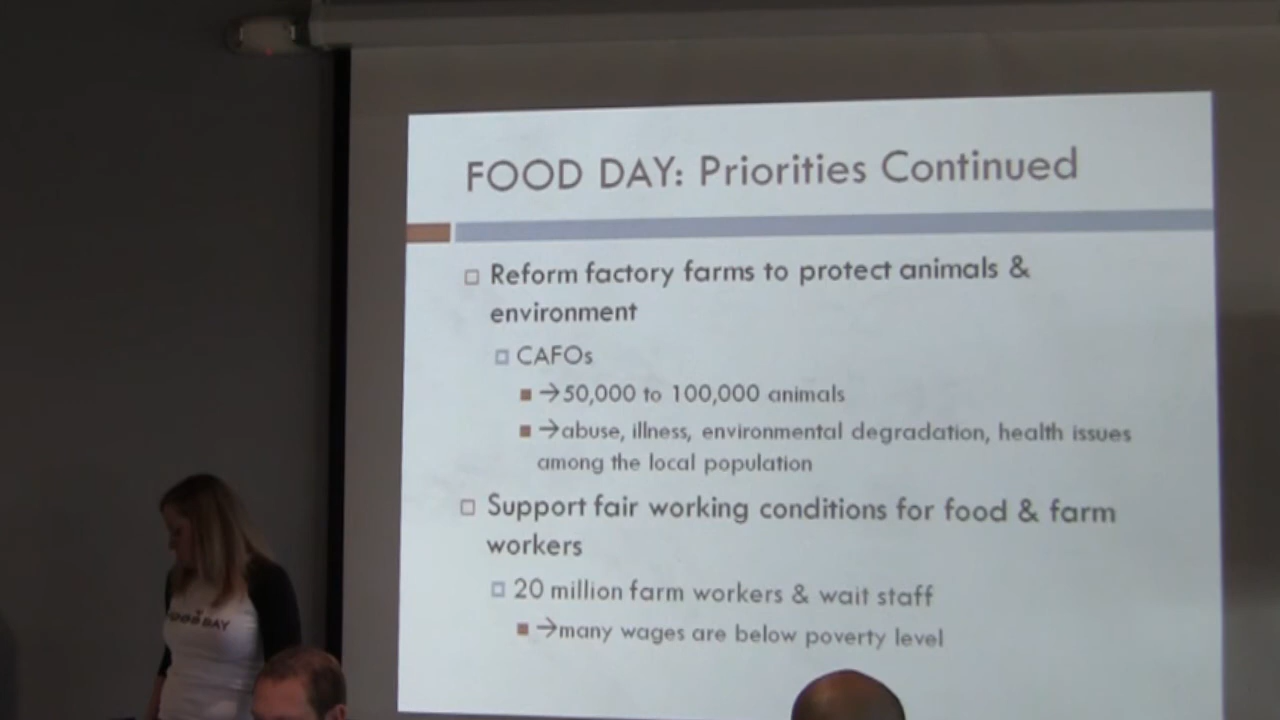 FOOD DAY: Priorities Continued
Reform factory farms to protect animals &
environment
CAFOs
→50,000 to 100,000 animals
→abuse, illness, environmental degradation, health issues
among the local population
Support fair working conditions for food & farm
workers
20 million farm workers & wait staff
→many wages are below poverty level
FOOD DAY